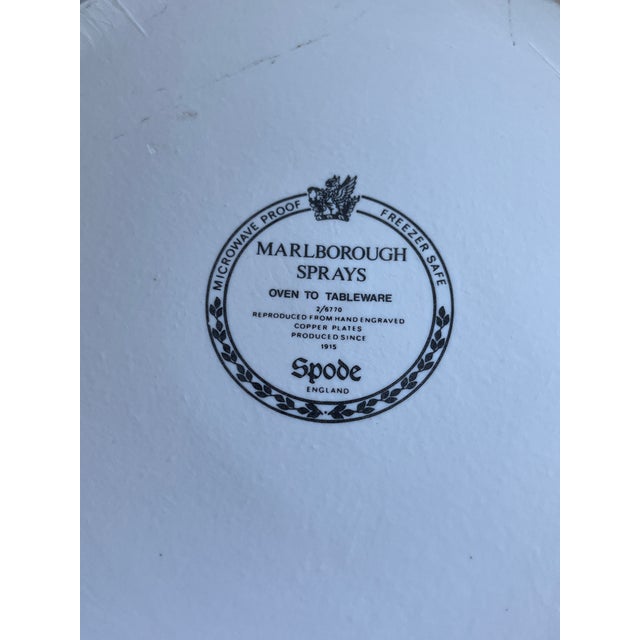 MICROWAVE PROOF
FREEZER SAFE
MARLBOROUGH
SPRAYS
OVEN TO TABLEWARE
2/6770
REPRODUCED FROM HAND ENGRAVED
COPPER PLATES
PRODUCED SINCE
1915
Spode
ENGLAND